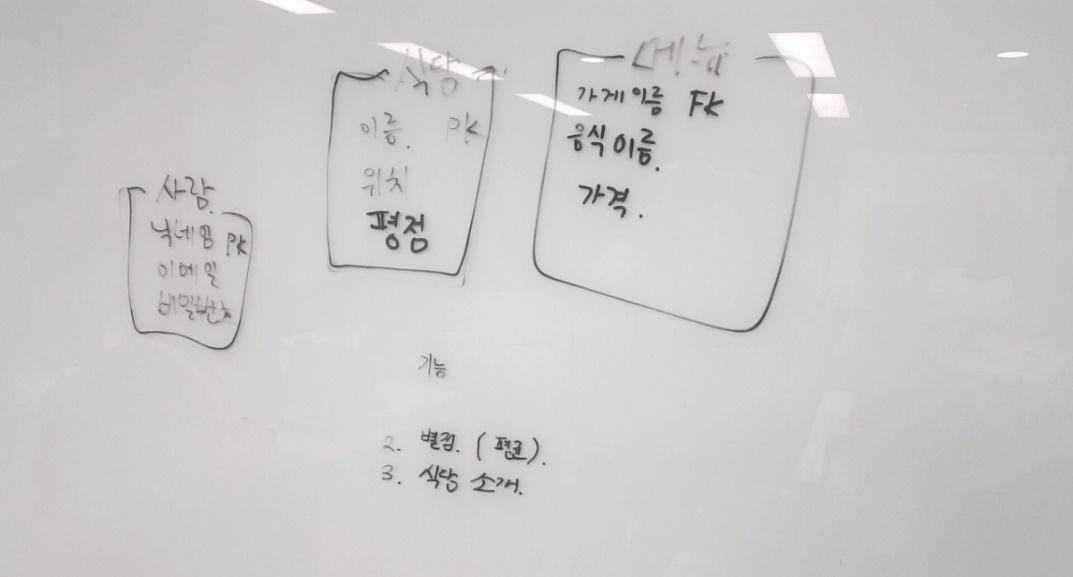 사람
닉네임 PK
이메일
비밀번호
식당
이름. PK
위치
평점
메뉴
가게이름 FK
음식이름.
가격.
기능
2. 별점. (평균).
3. 식당 소개.